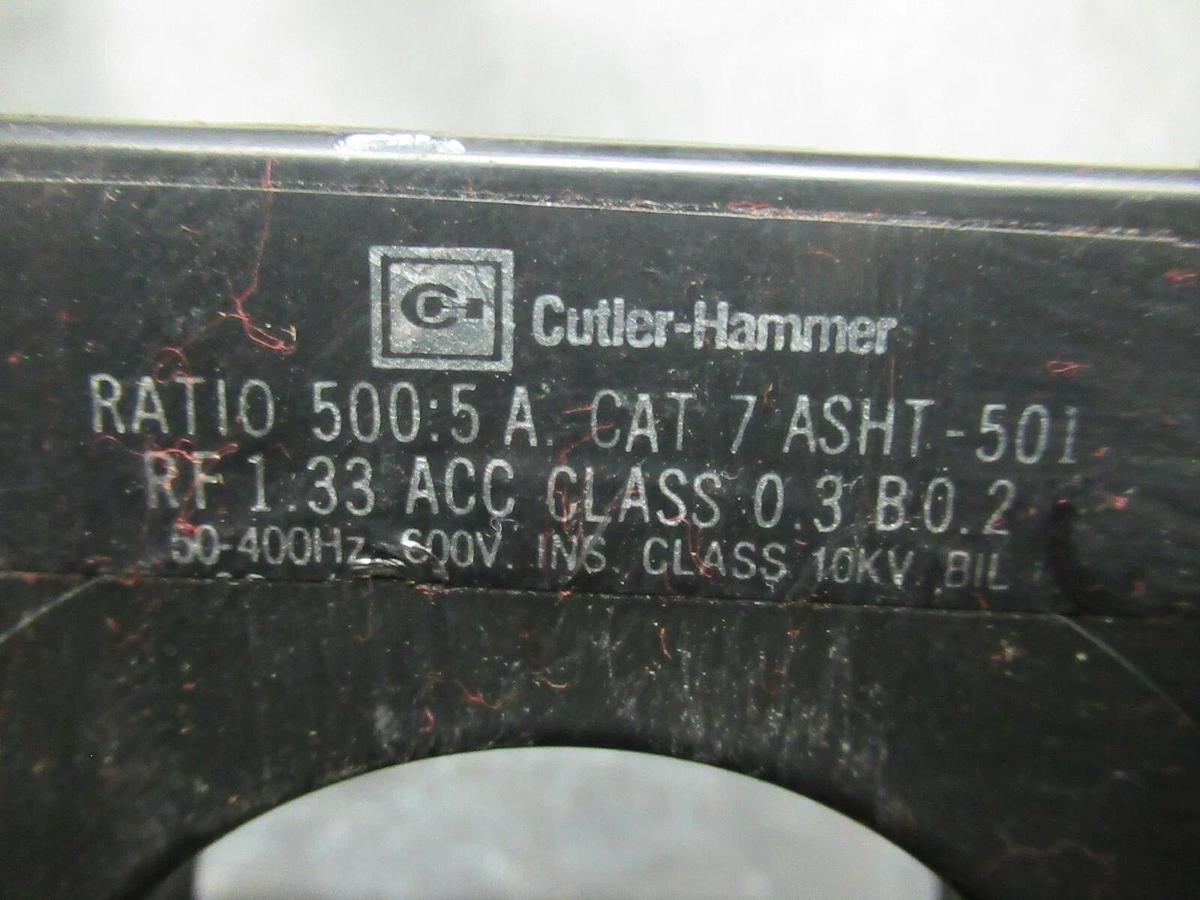 CH Cutler-Hammer
RATIO 500:5 A. CAT 7 ASHT-501
RF 1.33 ACC CLASS 0.3 B0.2
50-400Hz 600V. INS. CLASS 10KV BIL